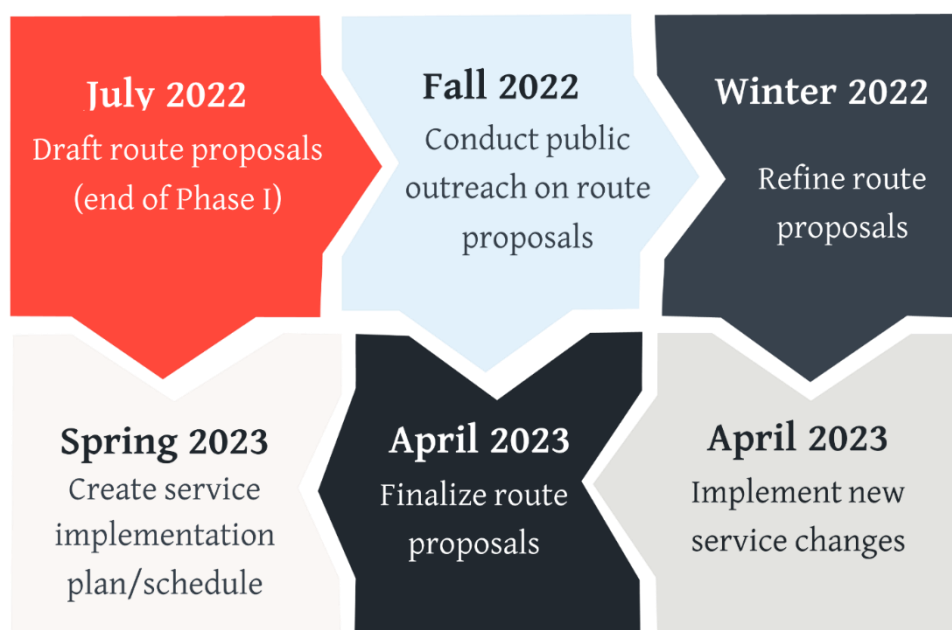 July 2022
Draft route proposals
(end of Phase I)
Fall 2022
Conduct public
outreach on route
proposals
Winter 2022
Refine route
proposals
Spring 2023
Create service
implementation
plan/schedule
April 2023
Finalize route
proposals
April 2023
Implement new
service changes